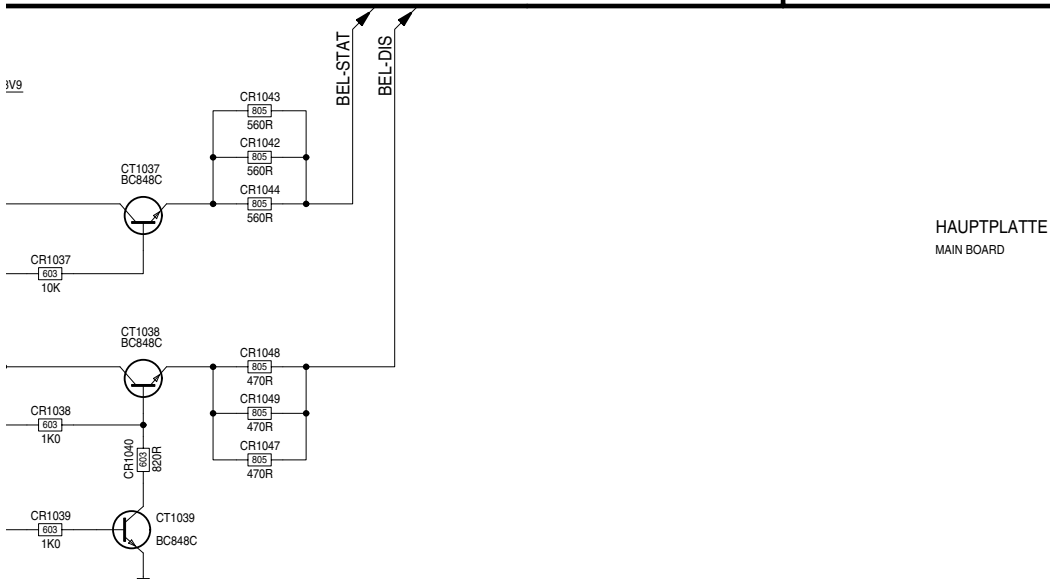 BEL-STAT
BEL-DIS
CR1043
805
560R
CR1042
805
560R
CR1044
805
560R
CT1037
BC848C
CR1037
603
10K
HAUPTPLATTE
MAIN BOARD
CT1038
BC848C
CR1048
805
470R
CR1049
805
470R
CR1047
805
470R
CR1038
603
1K0
CR1040
603
820R
CR1039
603
1K0
CT1039
BC848C